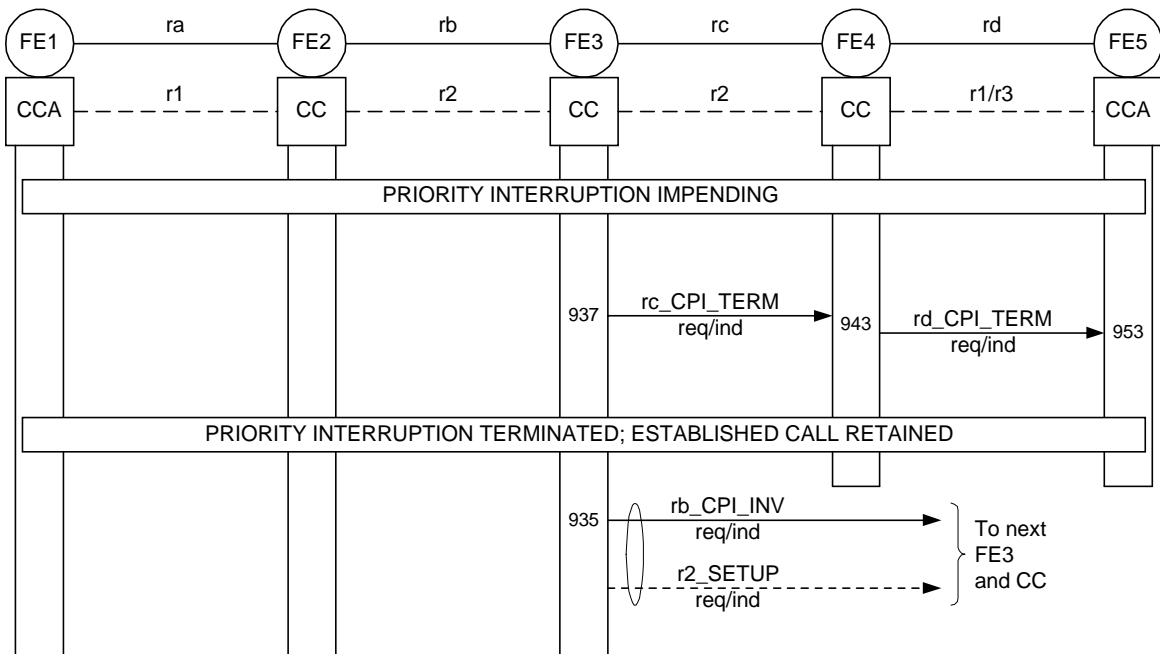 ra
rb
rc
rd
FE1
FE2
FE3
FE4
FE5
r1
r2
r2
r1/r3
CCA
CC
CC
CC
CCA
PRIORITY INTERRUPTION IMPENDING
937
rc_CPI_TERM
req/ind
943
rd_CPI_TERM
req/ind
953
PRIORITY INTERRUPTION TERMINATED; ESTABLISHED CALL RETAINED
935
rb_CPI_INV
req/ind
r2_SETUP
req/ind
To next
FE3
and CC